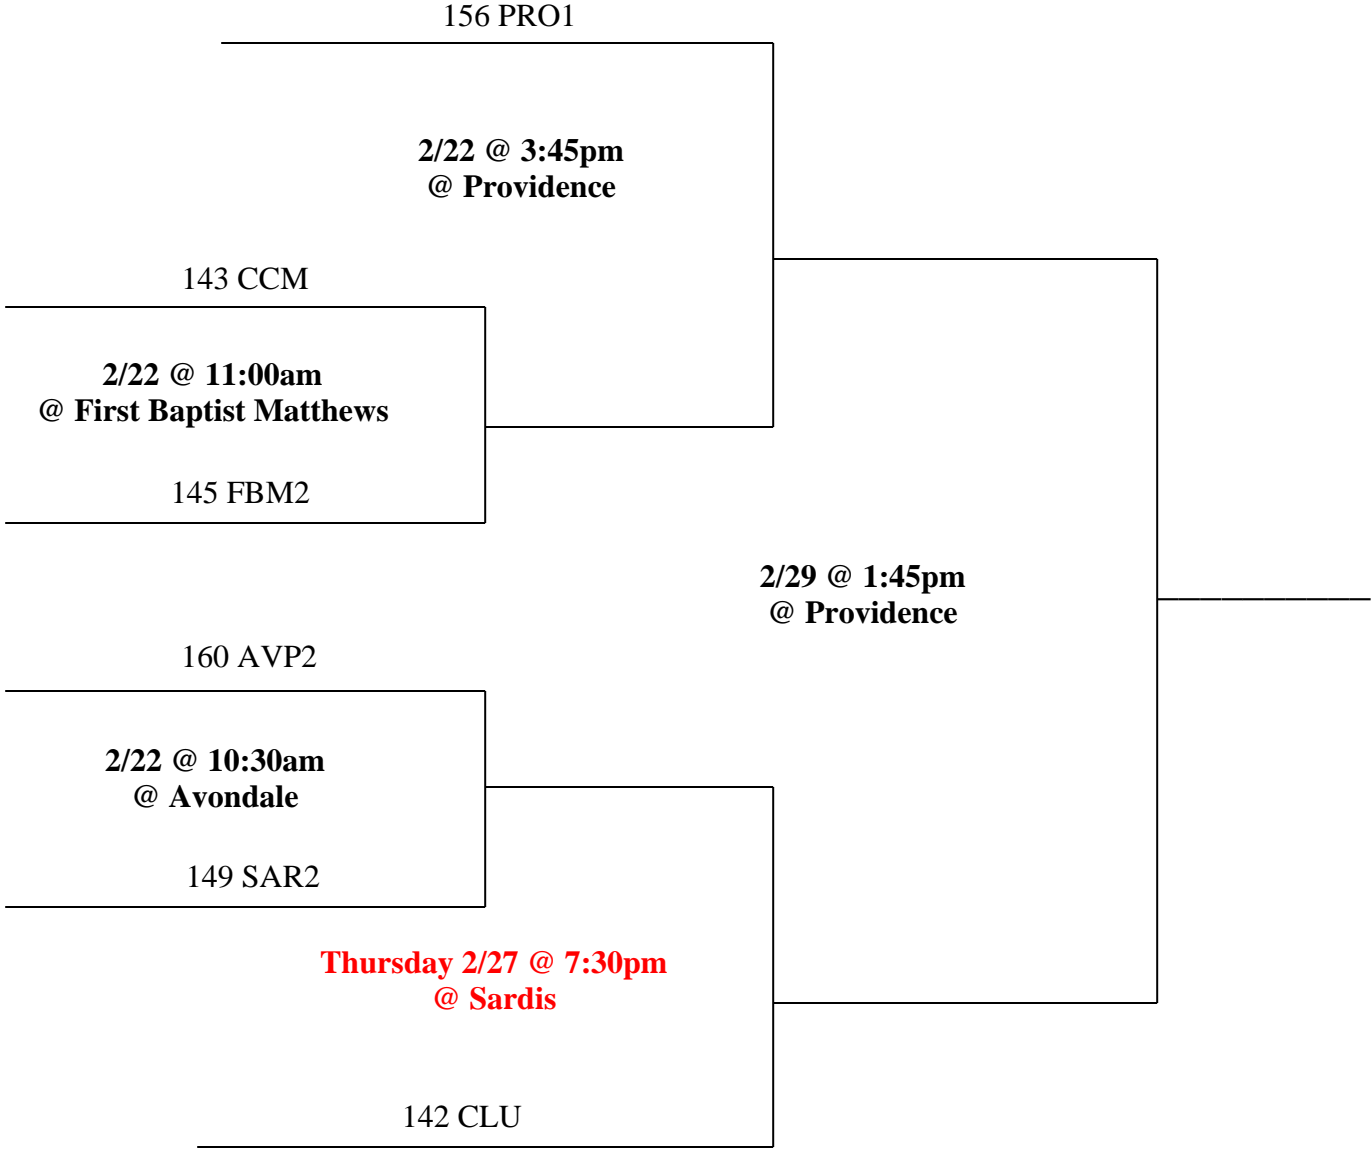 156 PRO1
2/22 @ 3:45pm
@ Providence
143 CCM
2/22 @ 11:00am
@ First Baptist Matthews
145 FBM2
2/29 @ 1:45pm
@ Providence
160 AVP2
2/22 @ 10:30am
@ Avondale
149 SAR2
Thursday 2/27 @ 7:30pm
@ Sardis
142 CLU